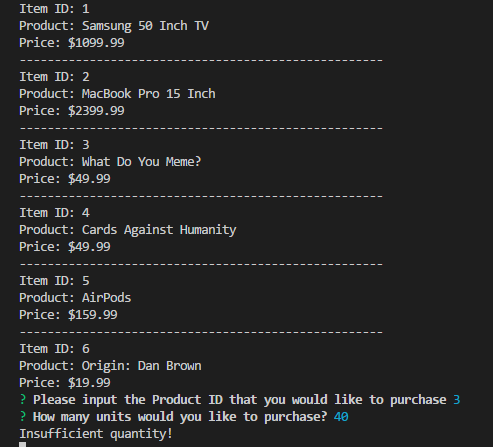 Item ID: 1
Product: Samsung 50 Inch TV
Price: $1099.99
----------------------------------------------------
Item ID: 2
Product: MacBook Pro 15 Inch
Price: $2399.99
----------------------------------------------------
Item ID: 3
Product: What Do You Meme?
Price: $49.99
----------------------------------------------------
Item ID: 4
Product: Cards Against Humanity
Price: $49.99
----------------------------------------------------
Item ID: 5
Product: AirPods
Price: $159.99
----------------------------------------------------
Item ID: 6
Product: Origin: Dan Brown
Price: $19.99
? Please input the Product ID that you would like to purchase 3
? How many units would you like to purchase? 40
Insufficient quantity!